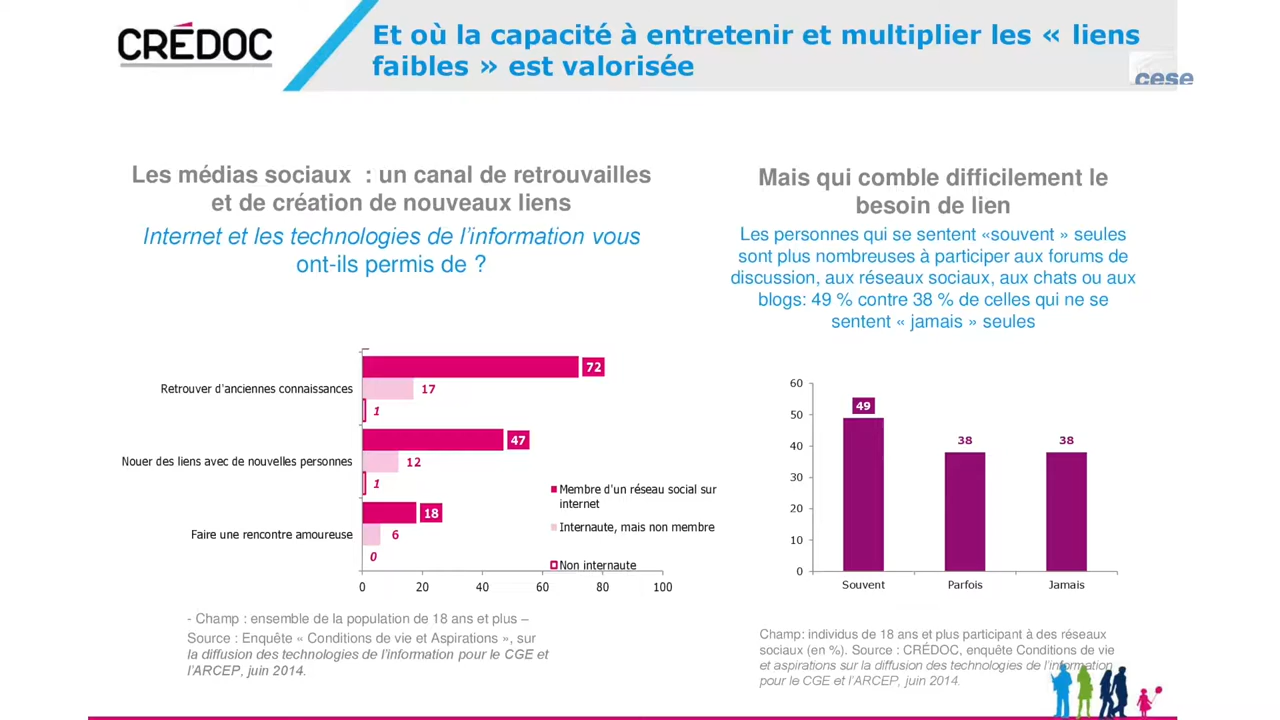 CRÉDOC
Et où la capacité à entretenir et multiplier les « liens
faibles » est valorisée
cese
Les médias sociaux : un canal de retrouvailles
et de création de nouveaux liens
Internet et les technologies de l’information vous
ont-ils permis de ?
72
Retrouver d'anciennes connaissances
17
1
47
Nouer des liens avec de nouvelles personnes
12
1
18
Faire une rencontre amoureuse
6
0
Membre d'un réseau social sur
internet
Internaute, mais non membre
Non internaute
0 20 40 60 80 100
- Champ : ensemble de la population de 18 ans et plus –
Source : Enquête « Conditions de vie et Aspirations », sur
la diffusion des technologies de l’information pour le CGE et
l’ARCEP, juin 2014.
Mais qui comble difficilement le
besoin de lien
Les personnes qui se sentent «souvent » seules
sont plus nombreuses à participer aux forums de
discussion, aux réseaux sociaux, aux chats ou aux
blogs: 49 % contre 38 % de celles qui ne se
sentent « jamais » seules
60
50
40
30
20
10
0
49
38
38
Souvent Parfois Jamais
Champ: individus de 18 ans et plus participant à des réseaux
sociaux (en %). Source : CRÉDOC, enquête Conditions de vie
et aspirations sur la diffusion des technologies de l’information
pour le CGE et l’ARCEP, juin 2014.